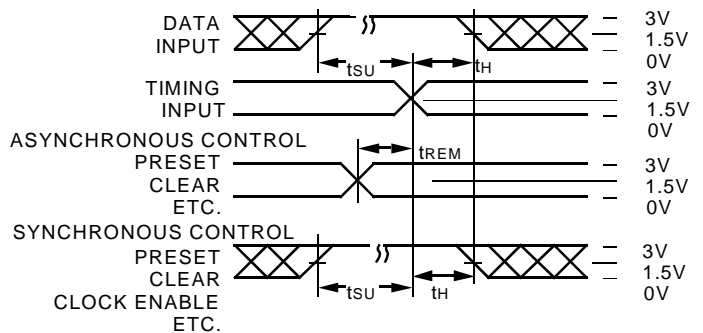 DATA
INPUT
3V
1.5V
0V
tSU
tH
TIMING
INPUT
3V
1.5V
0V
ASYNCHRONOUS CONTROL
PRESET
CLEAR
ETC.
tREM
3V
1.5V
0V
SYNCHRONOUS CONTROL
PRESET
CLEAR
CLOCK ENABLE
ETC.
tSU
tH
3V
1.5V
0V